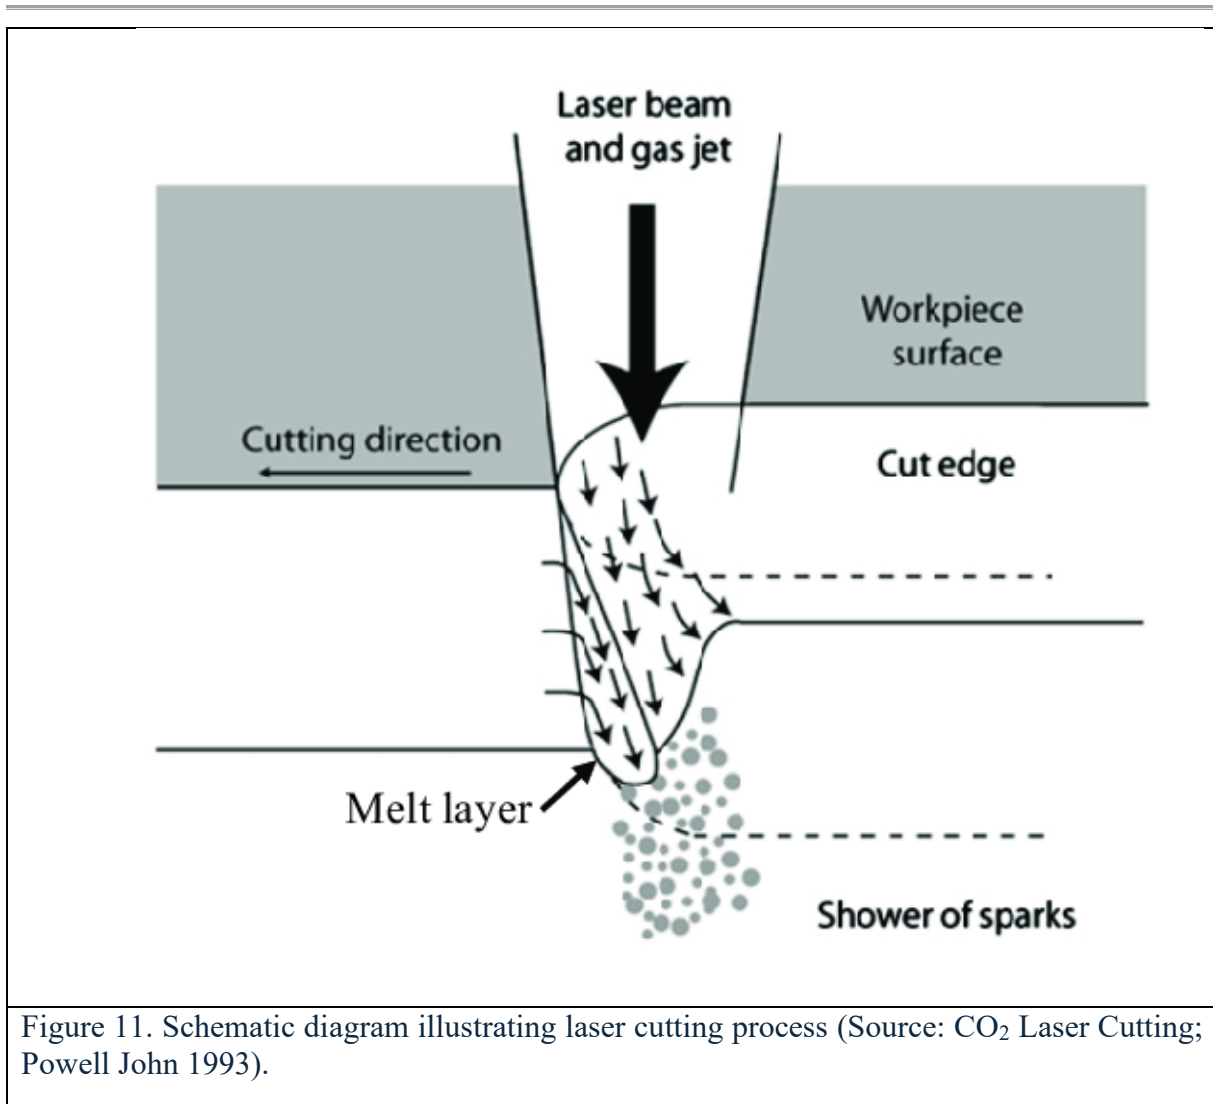 Laser beam
and gas jet
Workpiece
surface
Cutting direction
Cut edge
Melt layer
Shower of sparks
Figure 11. Schematic diagram illustrating laser cutting process (Source: CO₂ Laser Cutting;
Powell John 1993).